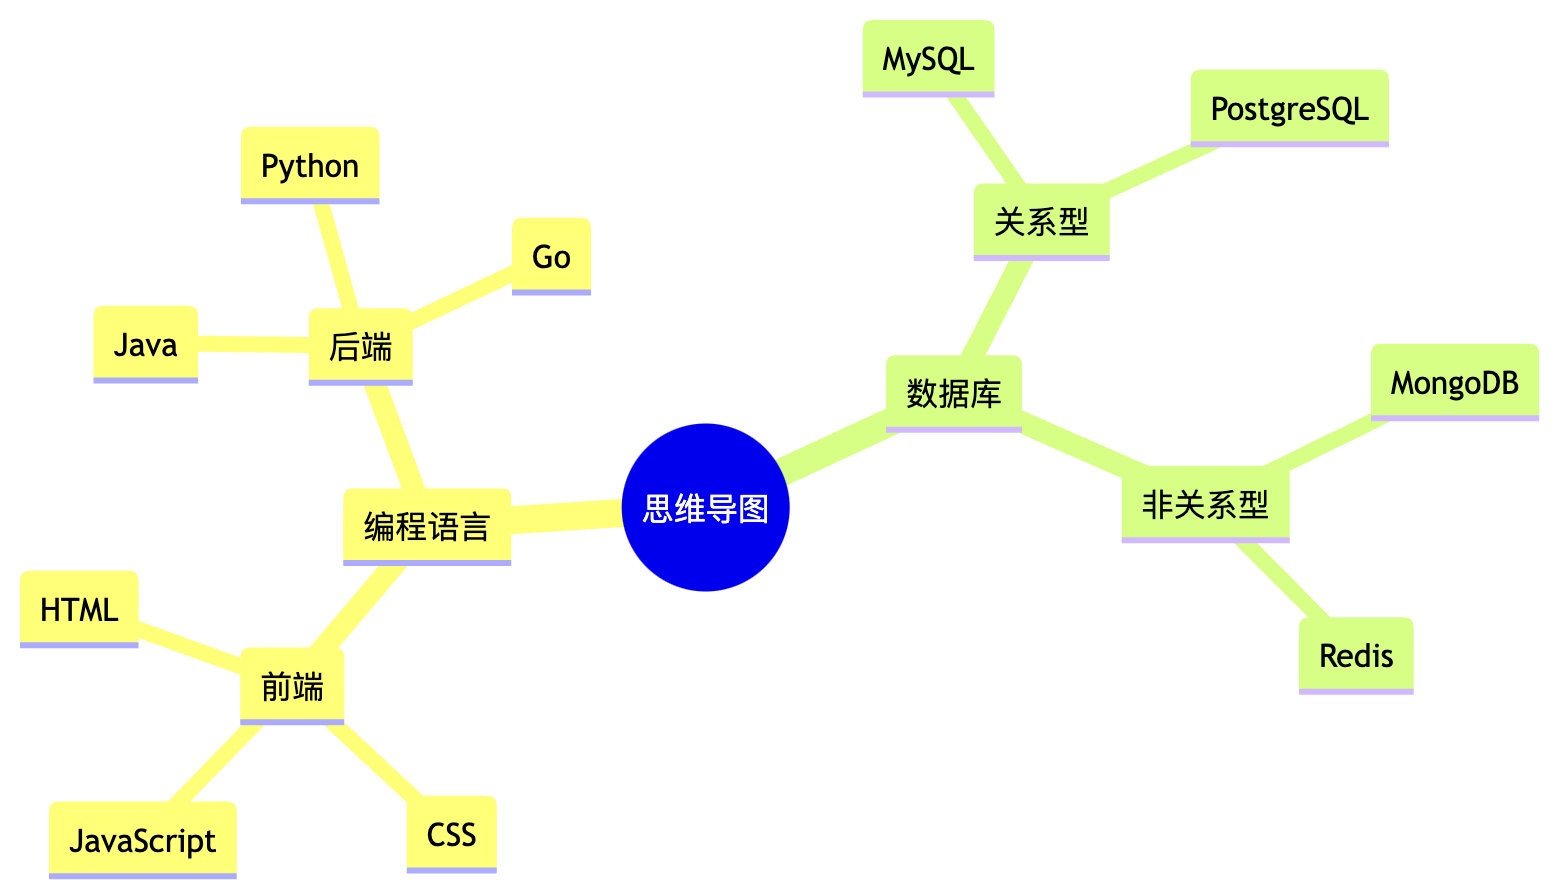 思维导图
编程语言
后端
Python
Go
Java
前端
HTML
JavaScript
CSS
数据库
关系型
MySQL
PostgreSQL
非关系型
MongoDB
Redis